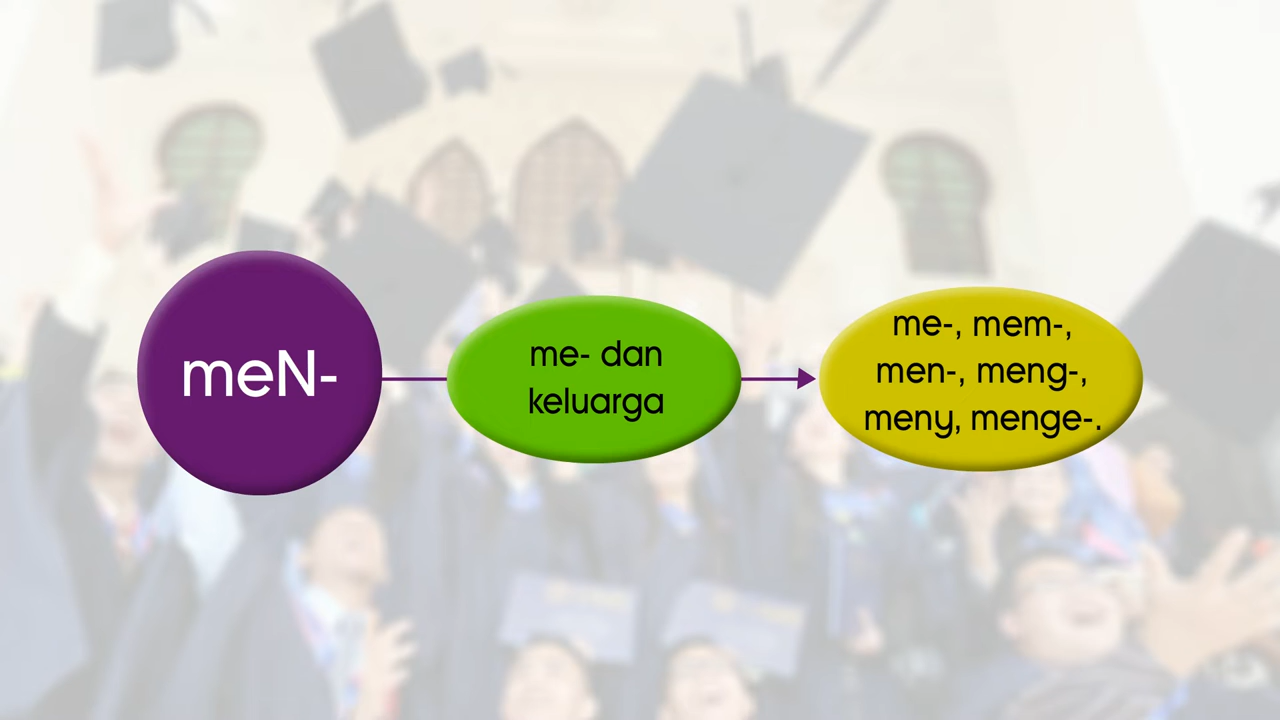 meN-
me- dan
keluarga
me-, mem-,
men-, meng-,
meny, menge-.